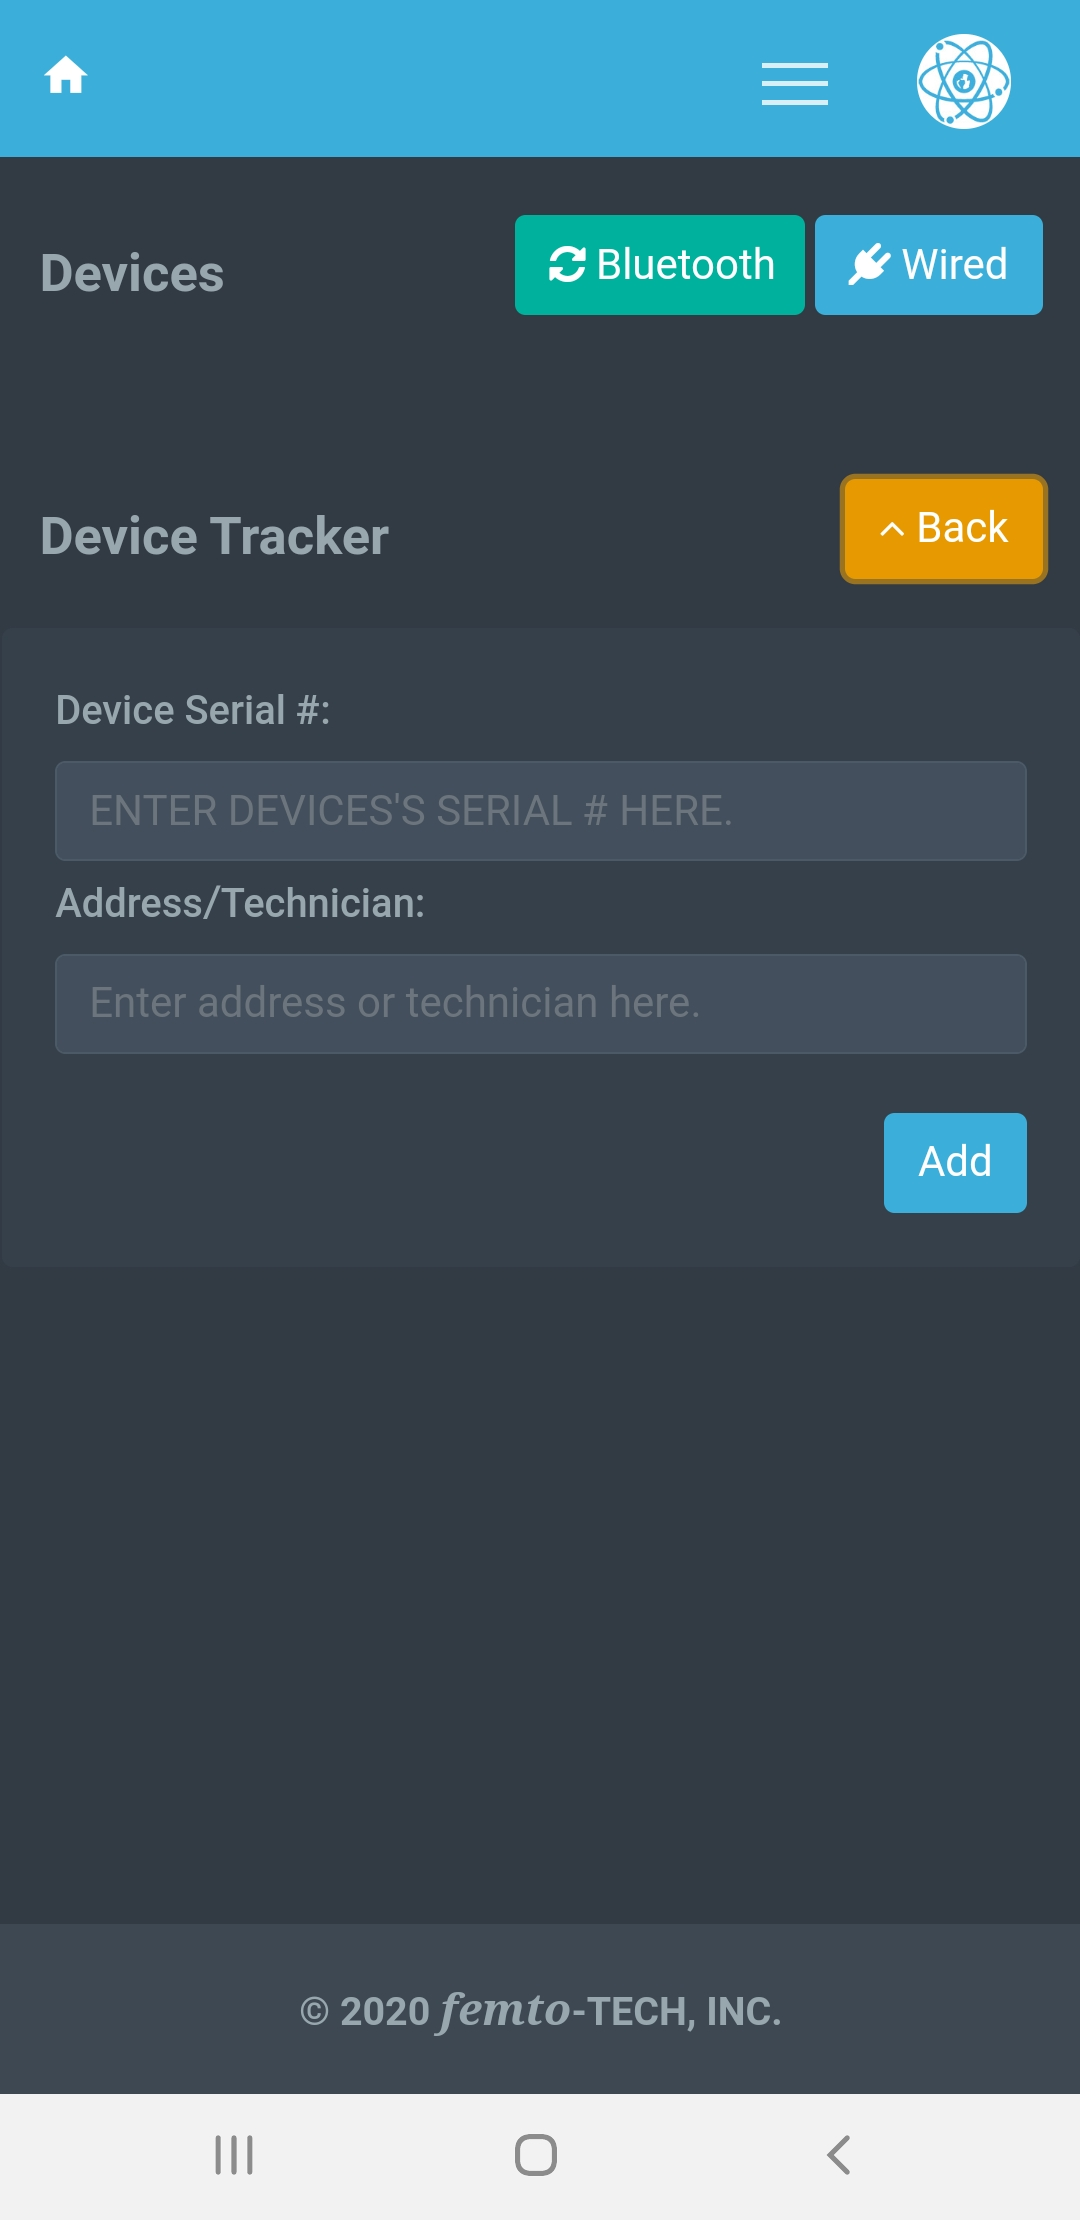 Devices
Bluetooth
Wired
Device Tracker
Back
Device Serial #:
ENTER DEVICES'S SERIAL # HERE.
Address/Technician:
Enter address or technician here.
Add
© 2020 femto-TECH, INC.